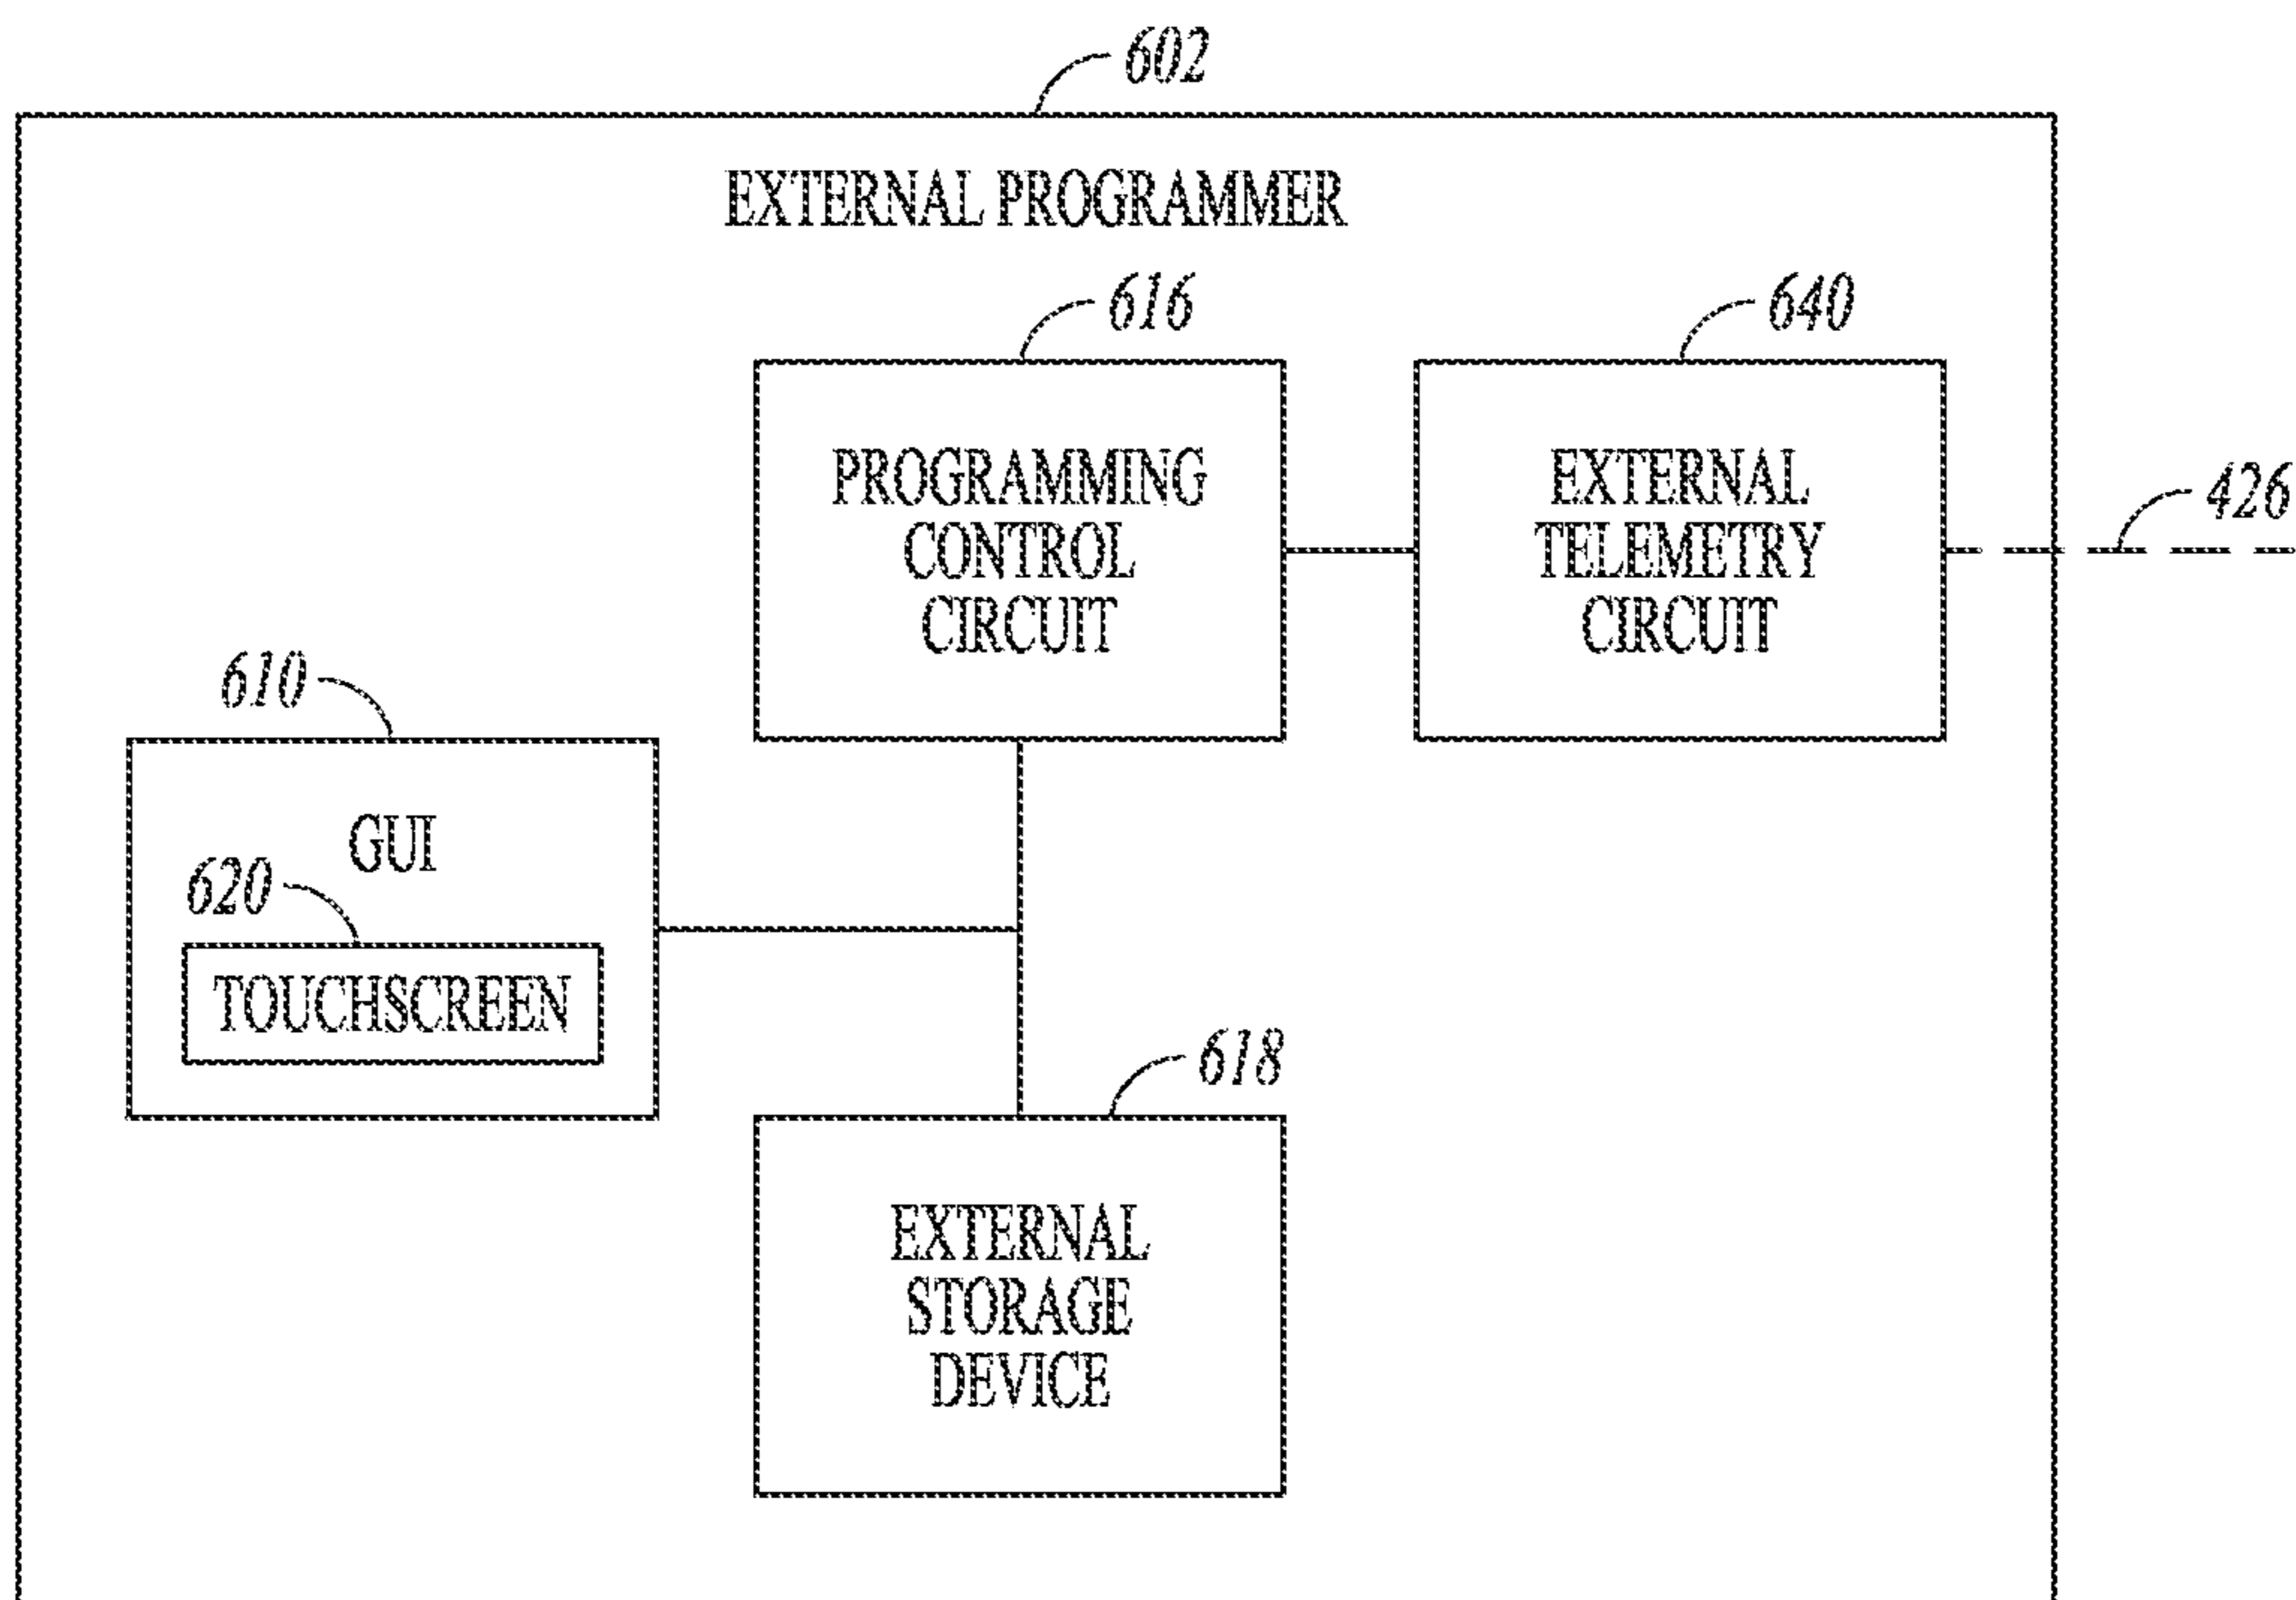 602
EXTERNAL PROGRAMMER
616
640
PROGRAMMING
CONTROL
CIRCUIT
EXTERNAL
TELEMETRY
CIRCUIT
426
610
GUI
620
TOUCHSCREEN
618
EXTERNAL
STORAGE
DEVICE